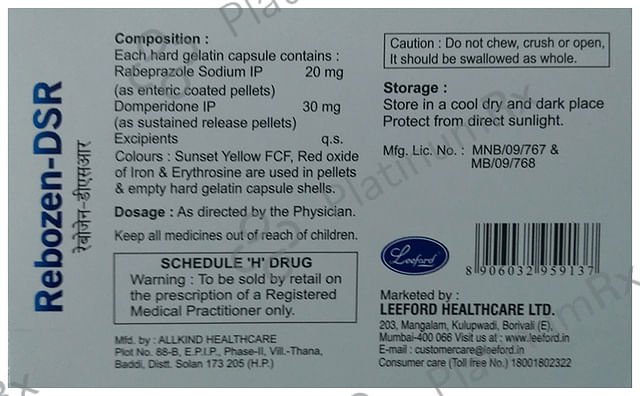 Rebozen-DSR
रेबोजेन-डीएसआर
Composition :
Each hard gelatin capsule contains :
Rabeprazole Sodium IP 20 mg
(as enteric coated pellets)
Domperidone IP 30 mg
(as sustained release pellets)
Excipients q.s.
Colours : Sunset Yellow FCF, Red oxide
of Iron & Erythrosine are used in pellets
& empty hard gelatin capsule shells.
Dosage : As directed by the Physician.
Keep all medicines out of reach of children.
SCHEDULE 'H' DRUG
Warning : To be sold by retail on
the prescription of a Registered
Medical Practitioner only.
Mfd. by : ALLKIND HEALTHCARE
Plot No. 88-B, E.P.I.P., Phase-II, Vill.-Thana,
Baddi, Distt. Solan 173 205 (H.P.)
Caution : Do not chew, crush or open,
It should be swallowed as whole.
Storage :
Store in a cool dry and dark place
Protect from direct sunlight.
Mfg. Lic. No. : MNB/09/767 &
MB/09/768
Leeford
8 906032 959137
Marketed by :
LEEFORD HEALTHCARE LTD.
203, Mangalam, Kulupwadi, Borivali (E),
Mumbai-400 066 Visit us at : www.leeford.in
E-mail : customercare@leeford.in
Consumer care (Toll free No.) 18001802322
PlatinumRx